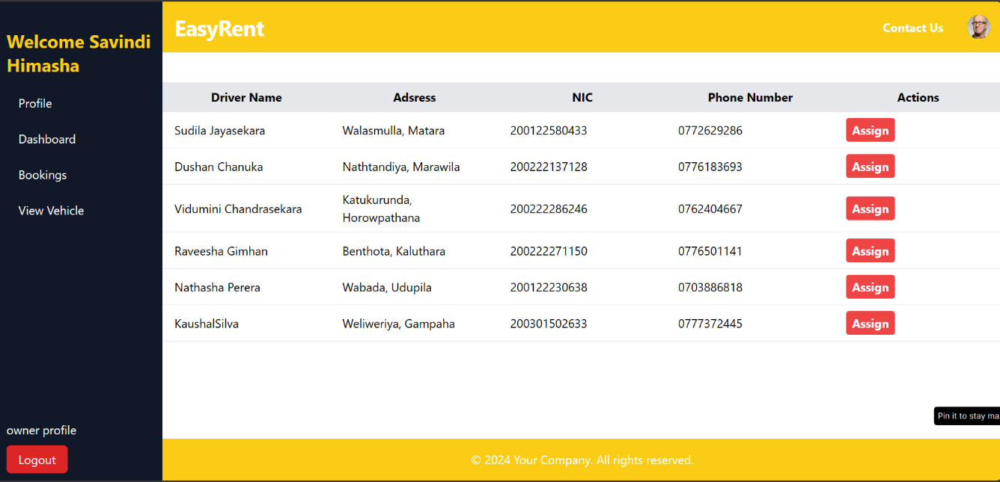 Welcome Savindi
Himasha
Profile
Dashboard
Bookings
View Vehicle
owner profile
Logout
EasyRent
Contact Us
Driver Name Adsress NIC Phone Number Actions
Sudila Jayasekara Walasmulla, Matara 200122580433 0772629286 Assign
Dushan Chanuka Nathtandiya, Marawila 200222137128 0776183693 Assign
Vidumini Chandrasekara Katukurunda, 200222286246 0762404667 Assign
Horowpathana
Raveesha Gimhan Benthota, Kaluthara 200222271150 0776501141 Assign
Nathasha Perera Wabada, Udupila 200122230638 0703886818 Assign
KaushalSilva Weliweriya, Gampaha 200301502633 0777372445 Assign
Pin it to stay ma
© 2024 Your Company. All rights reserved.